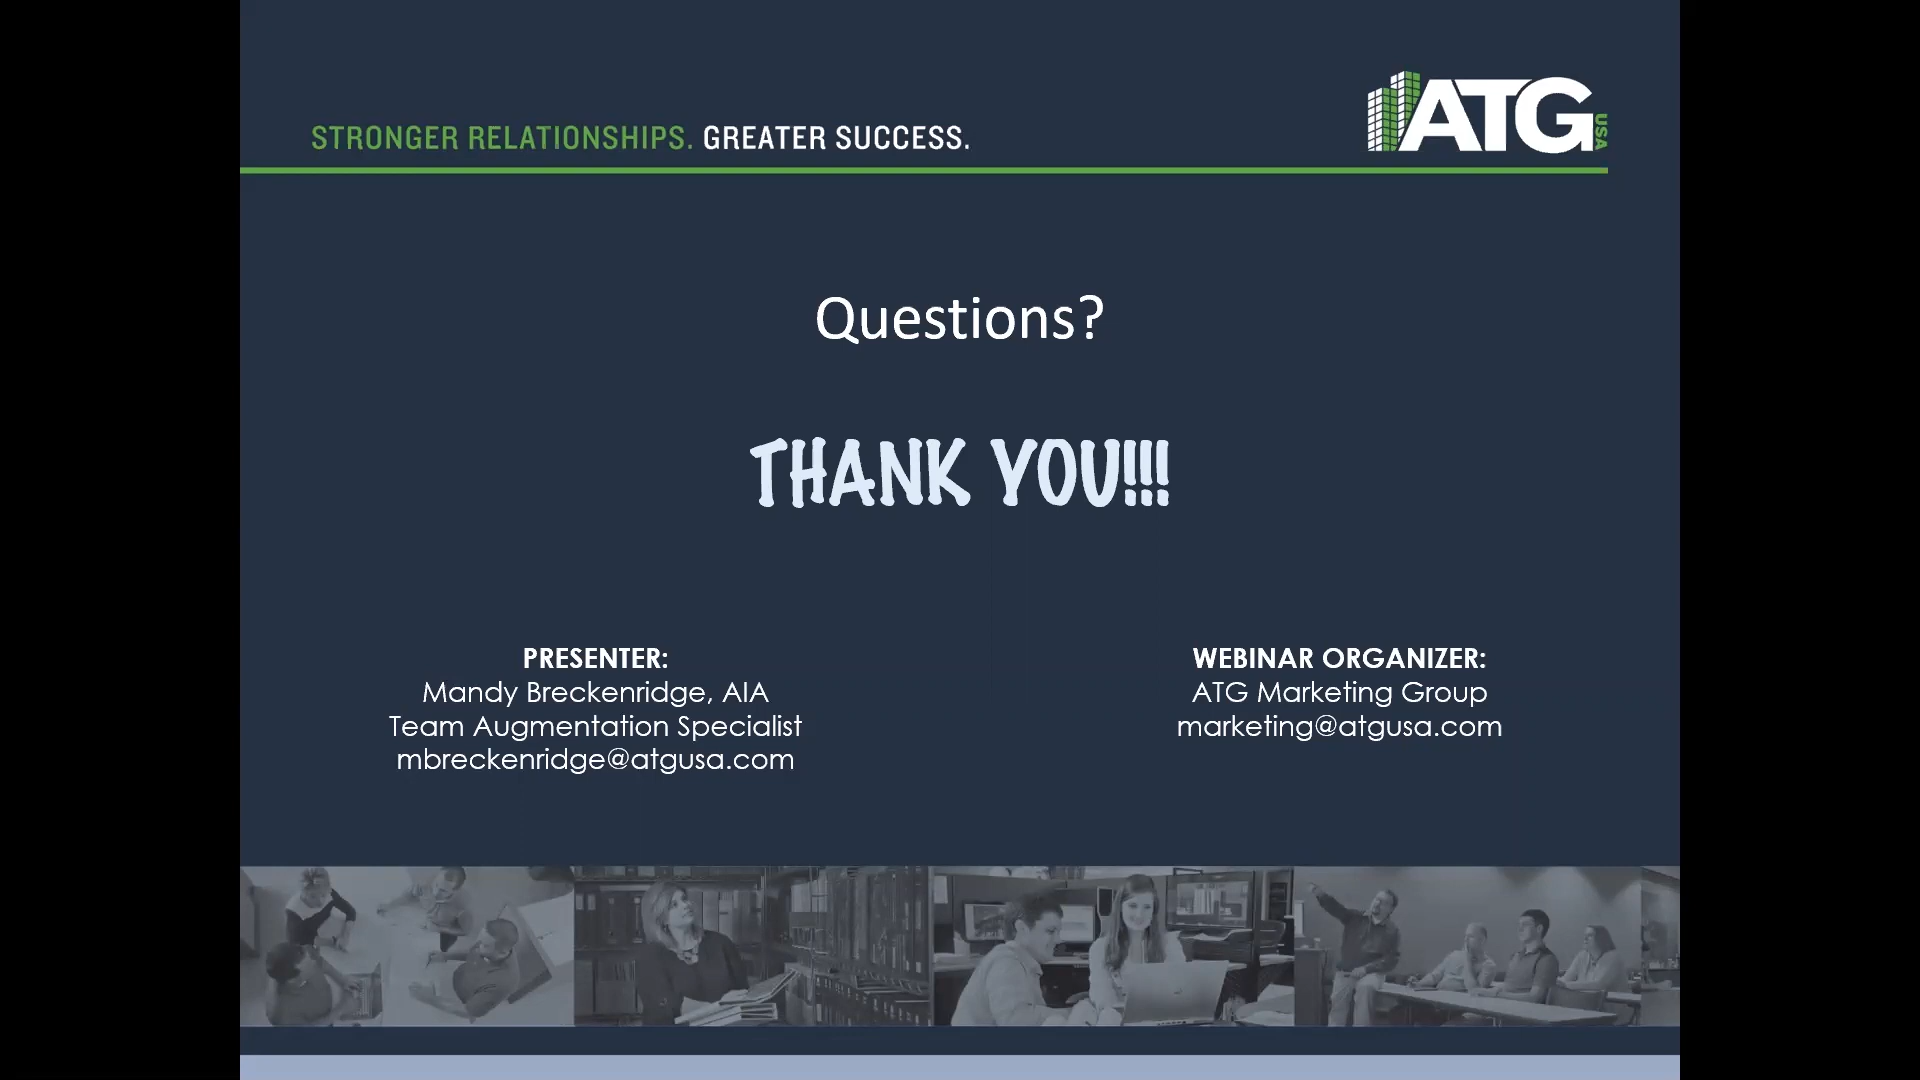 STRONGER RELATIONSHIPS. GREATER SUCCESS.
ATG USA
Questions?
THANK YOU!!!
PRESENTER:
Mandy Breckenridge, AIA
Team Augmentation Specialist
mbreckenridge@atgusa.com
WEBINAR ORGANIZER:
ATG Marketing Group
marketing@atgusa.com